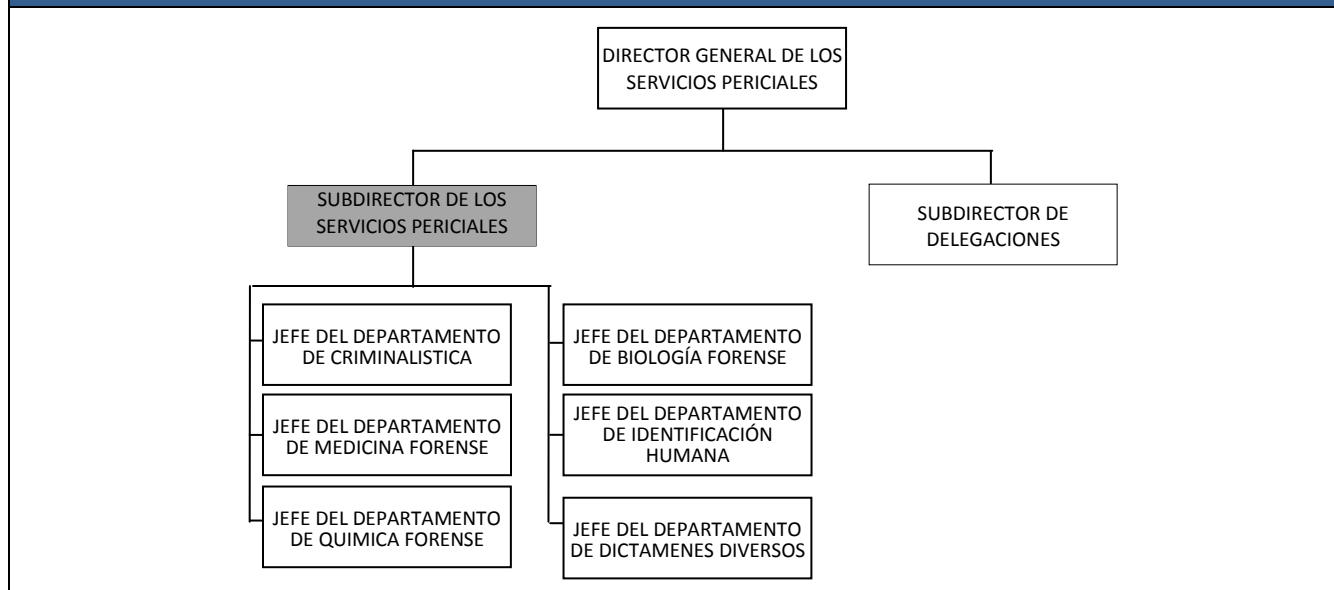 DIRECTOR GENERAL DE LOS
SERVICIOS PERICIALES
SUBDIRECTOR DE LOS
SERVICIOS PERICIALES
SUBDIRECTOR DE
DELEGACIONES
JEFE DEL DEPARTAMENTO
DE CRIMINALISTICA
JEFE DEL DEPARTAMENTO
DE BIOLOGÍA FORENSE
JEFE DEL DEPARTAMENTO
DE MEDICINA FORENSE
JEFE DEL DEPARTAMENTO
DE IDENTIFICACIÓN
HUMANA
JEFE DEL DEPARTAMENTO
DE QUIMICA FORENSE
JEFE DEL DEPARTAMENTO
DE DICTAMENES DIVERSOS